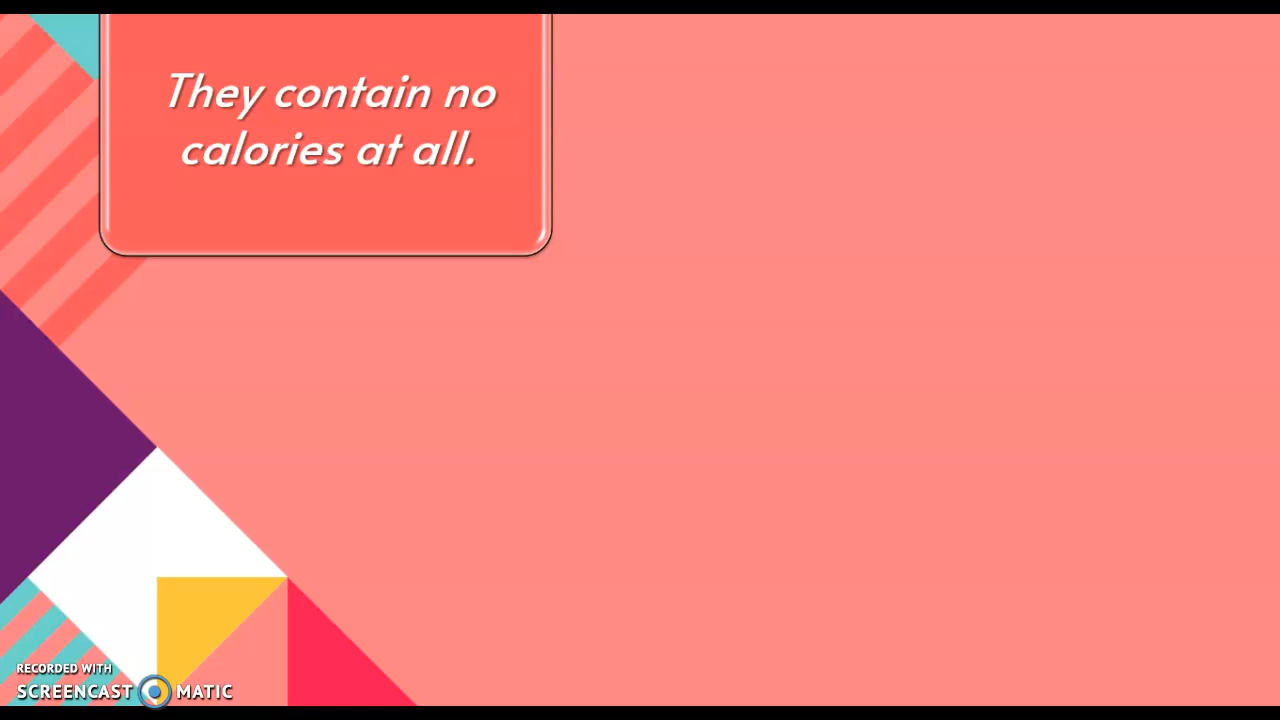 They contain no
calories at all.
RECORDED WITH
SCREENCAST MATIC